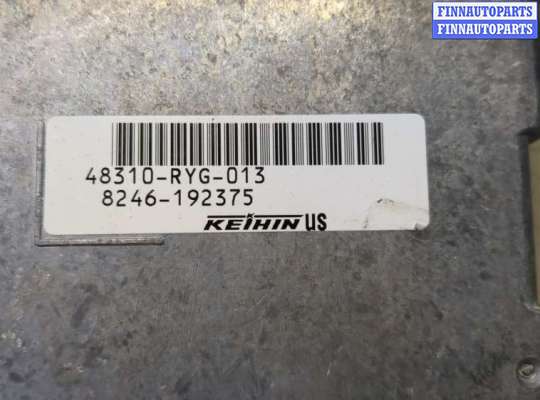 FINNAUTOPARTS
FINNAUTOPARTS
48310-RYG-013
8246-192375
KEIHIN US